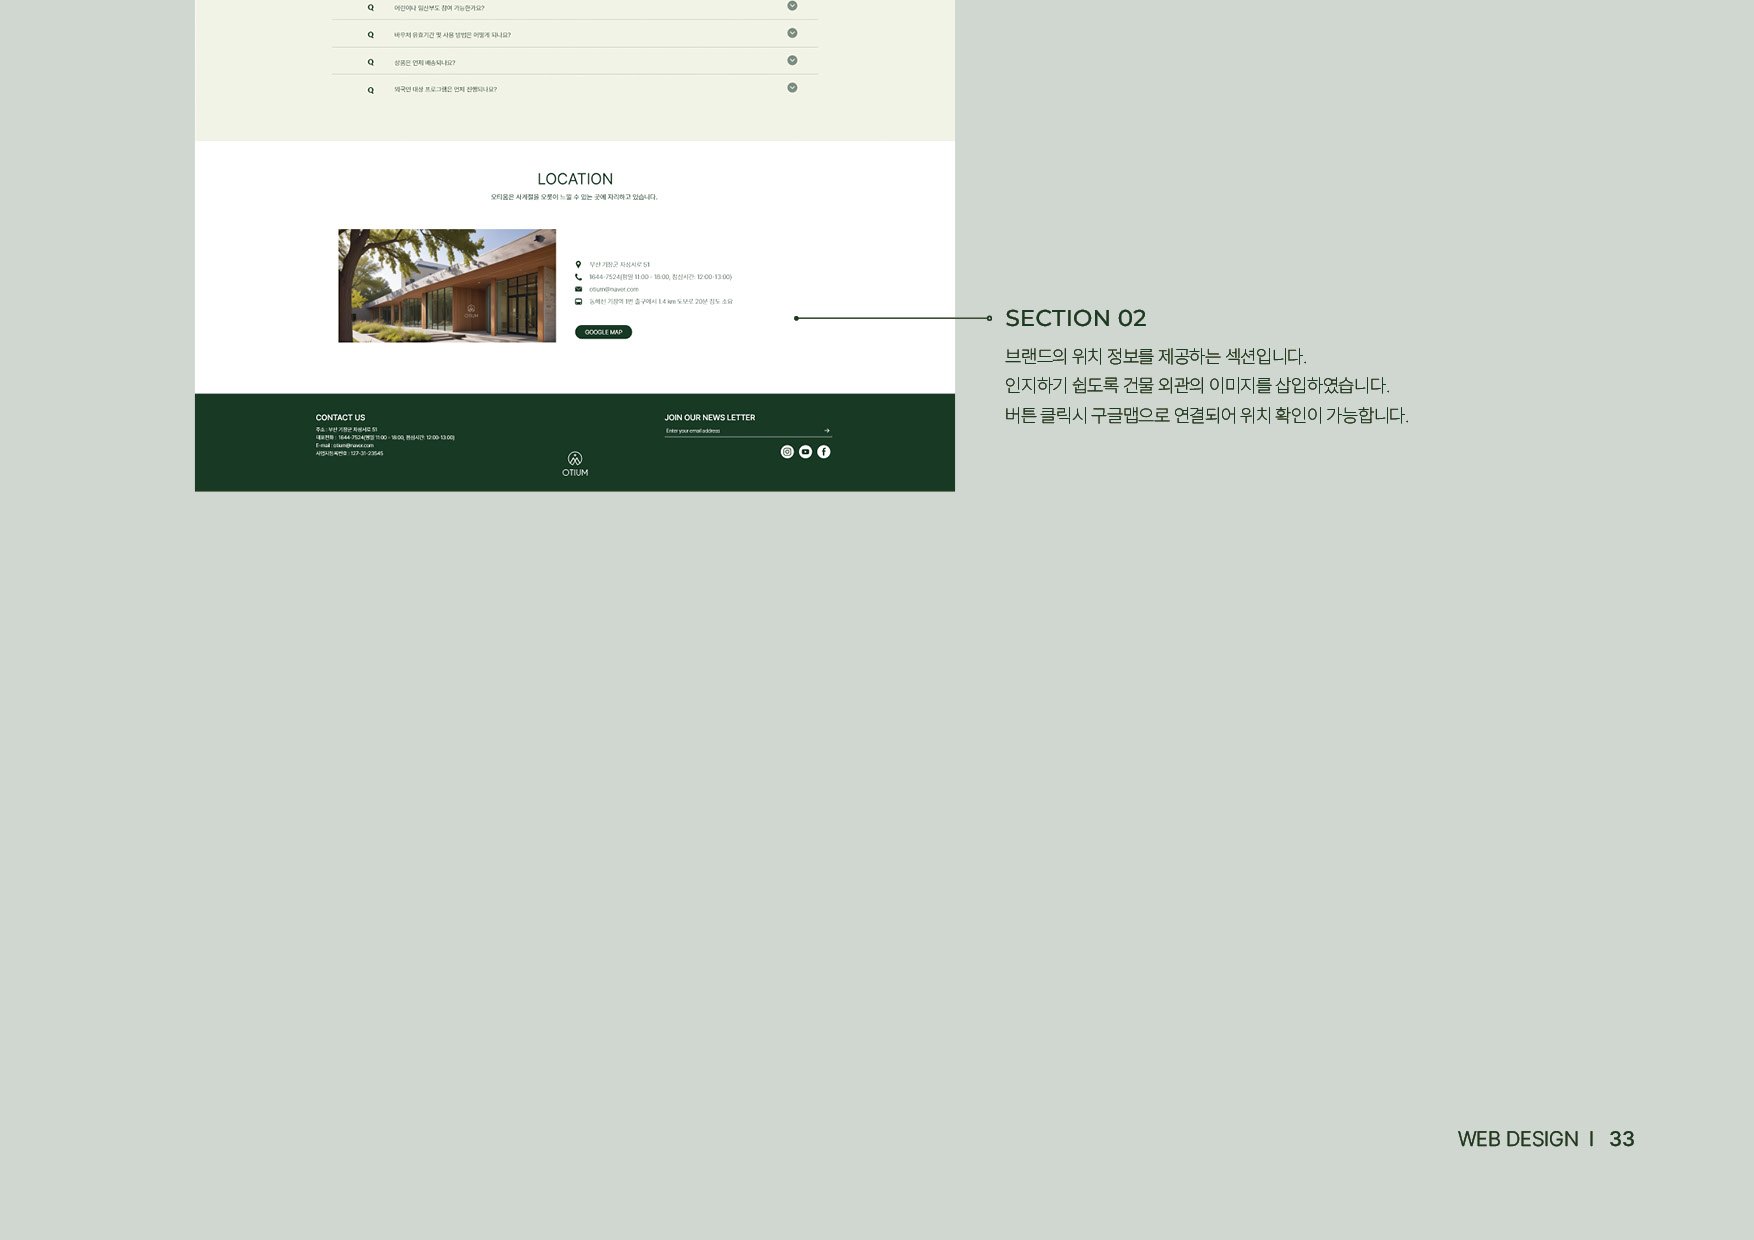 Q 어린이나 임산부도 참여 가능한가요?
Q 바우처 유효기간 및 사용 방법은 어떻게 되나요?
Q 상품은 언제 배송되나요?
Q 외국인 대상 프로그램은 언제 진행되나요?
LOCATION
오티움은 사계절을 오롯이 느낄 수 있는 곳에 자리하고 있습니다.
OTIUM
부산 기장군 차성서로 51
1644-7524(평일 11:00 - 18:00, 점심시간: 12:00-13:00)
otium@naver.com
동해선 기장역 1번 출구에서 1.4 km 도보로 20분 정도 소요
GOOGLE MAP
SECTION 02
브랜드의 위치 정보를 제공하는 섹션입니다.
인지하기 쉽도록 건물 외관의 이미지를 삽입하였습니다.
버튼 클릭시 구글맵으로 연결되어 위치 확인이 가능합니다.
CONTACT US
주소 : 부산 기장군 차성서로 51
대표전화 : 1644-7524(평일 11:00 - 18:00, 점심시간: 12:00-13:00)
E-mail : otium@naver.com
사업자등록번호 : 127-31-23545
OTIUM
JOIN OUR NEWS LETTER
Enter your email address
WEB DESIGN | 33